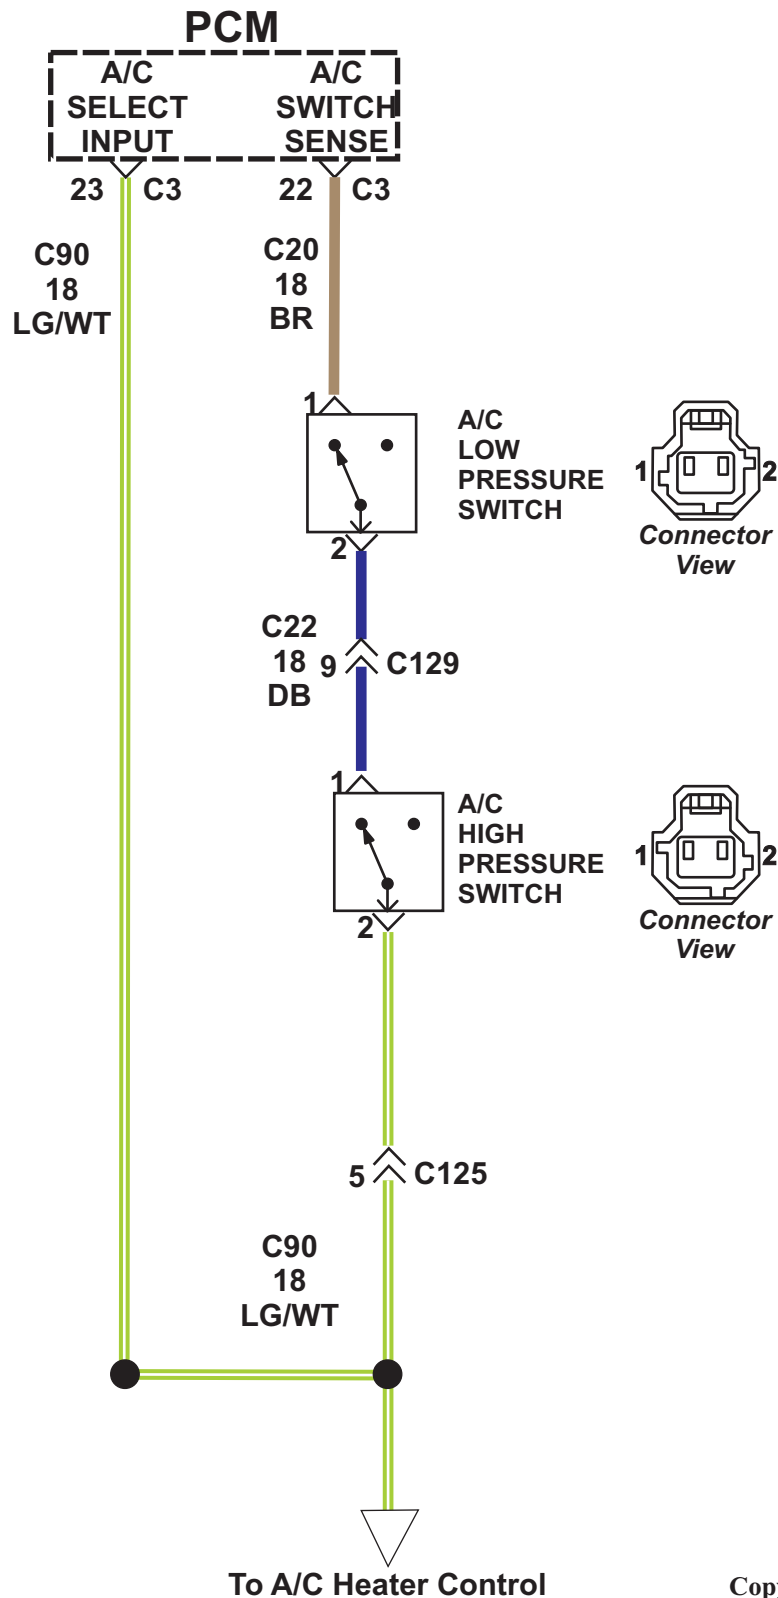 PCM
A/C
SELECT
INPUT
A/C
SWITCH
SENSE
23 C3
22 C3
C90
18
LG/WT
C20
18
BR
1
A/C
LOW
PRESSURE
SWITCH
2
1 2
Connector
View
C22
18
DB
9 C129
1
A/C
HIGH
PRESSURE
SWITCH
2
1 2
Connector
View
5 C125
C90
18
LG/WT
To A/C Heater Control